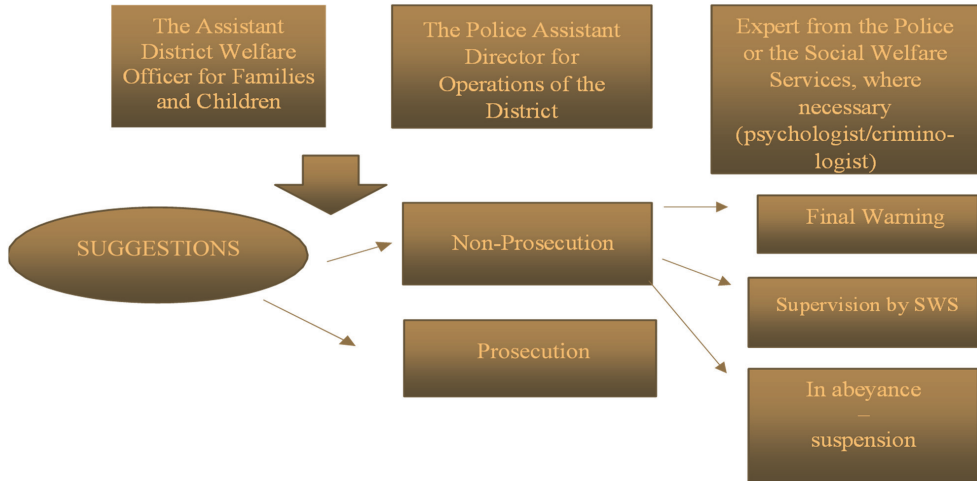 The Assistant
District Welfare
Officer for Families
and Children
The Police Assistant
Director for
Operations of the
District
Expert from the Police
or the Social Welfare
Services, where
necessary
(psychologist/crimino-
logist)
SUGGESTIONS
Non-Prosecution
Prosecution
Final Warning
Supervision by SWS
In abeyance
–
suspension